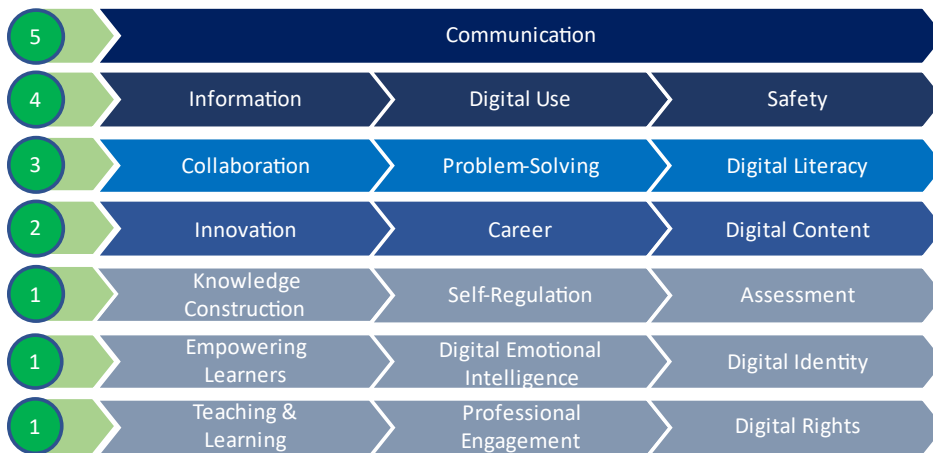 5 Communication
4 Information Digital Use Safety
3 Collaboration Problem-Solving Digital Literacy
2 Innovation Career Digital Content
1 Knowledge Construction Self-Regulation Assessment
1 Empowering Learners Digital Emotional Intelligence Digital Identity
1 Teaching & Learning Professional Engagement Digital Rights